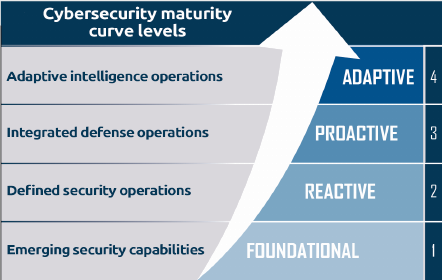 Cybersecurity maturity
curve levels
Adaptive intelligence operations
ADAPTIVE
4
Integrated defense operations
PROACTIVE
3
Defined security operations
REACTIVE
2
Emerging security capabilities
FOUNDATIONAL
1